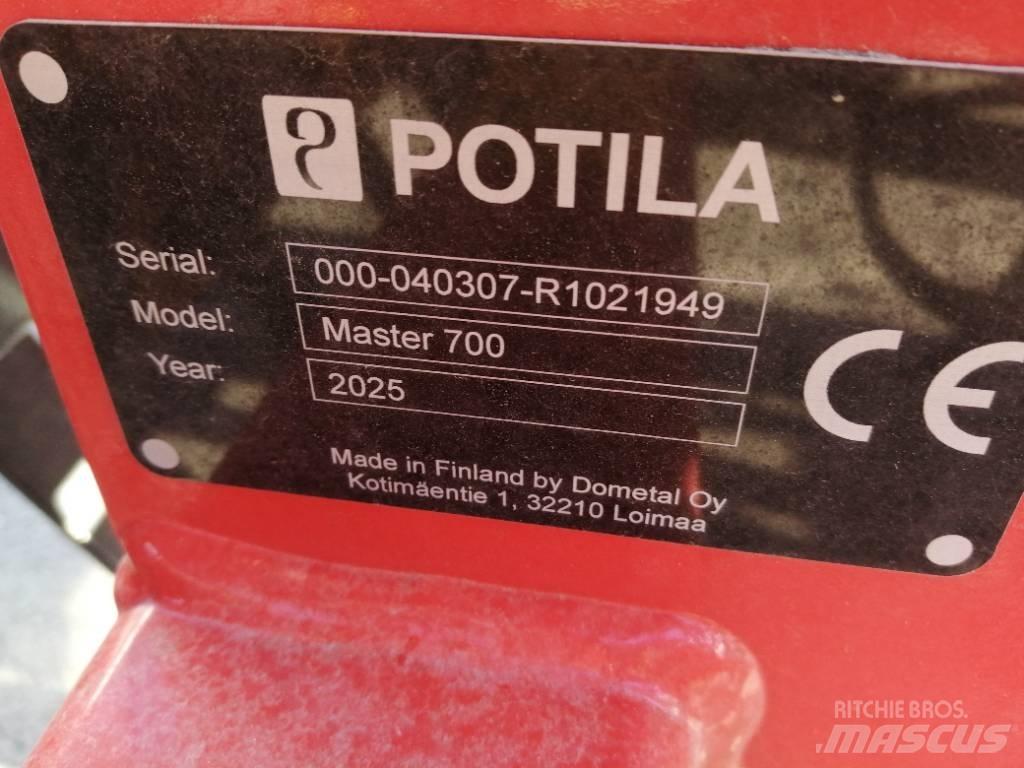 POTILA
Serial: 000-040307-R1021949
Model: Master 700
Year: 2025
CE
Made in Finland by Dometal Oy
Kotimäentie 1, 32210 Loimaa
RITCHIE BROS.
MASCUS